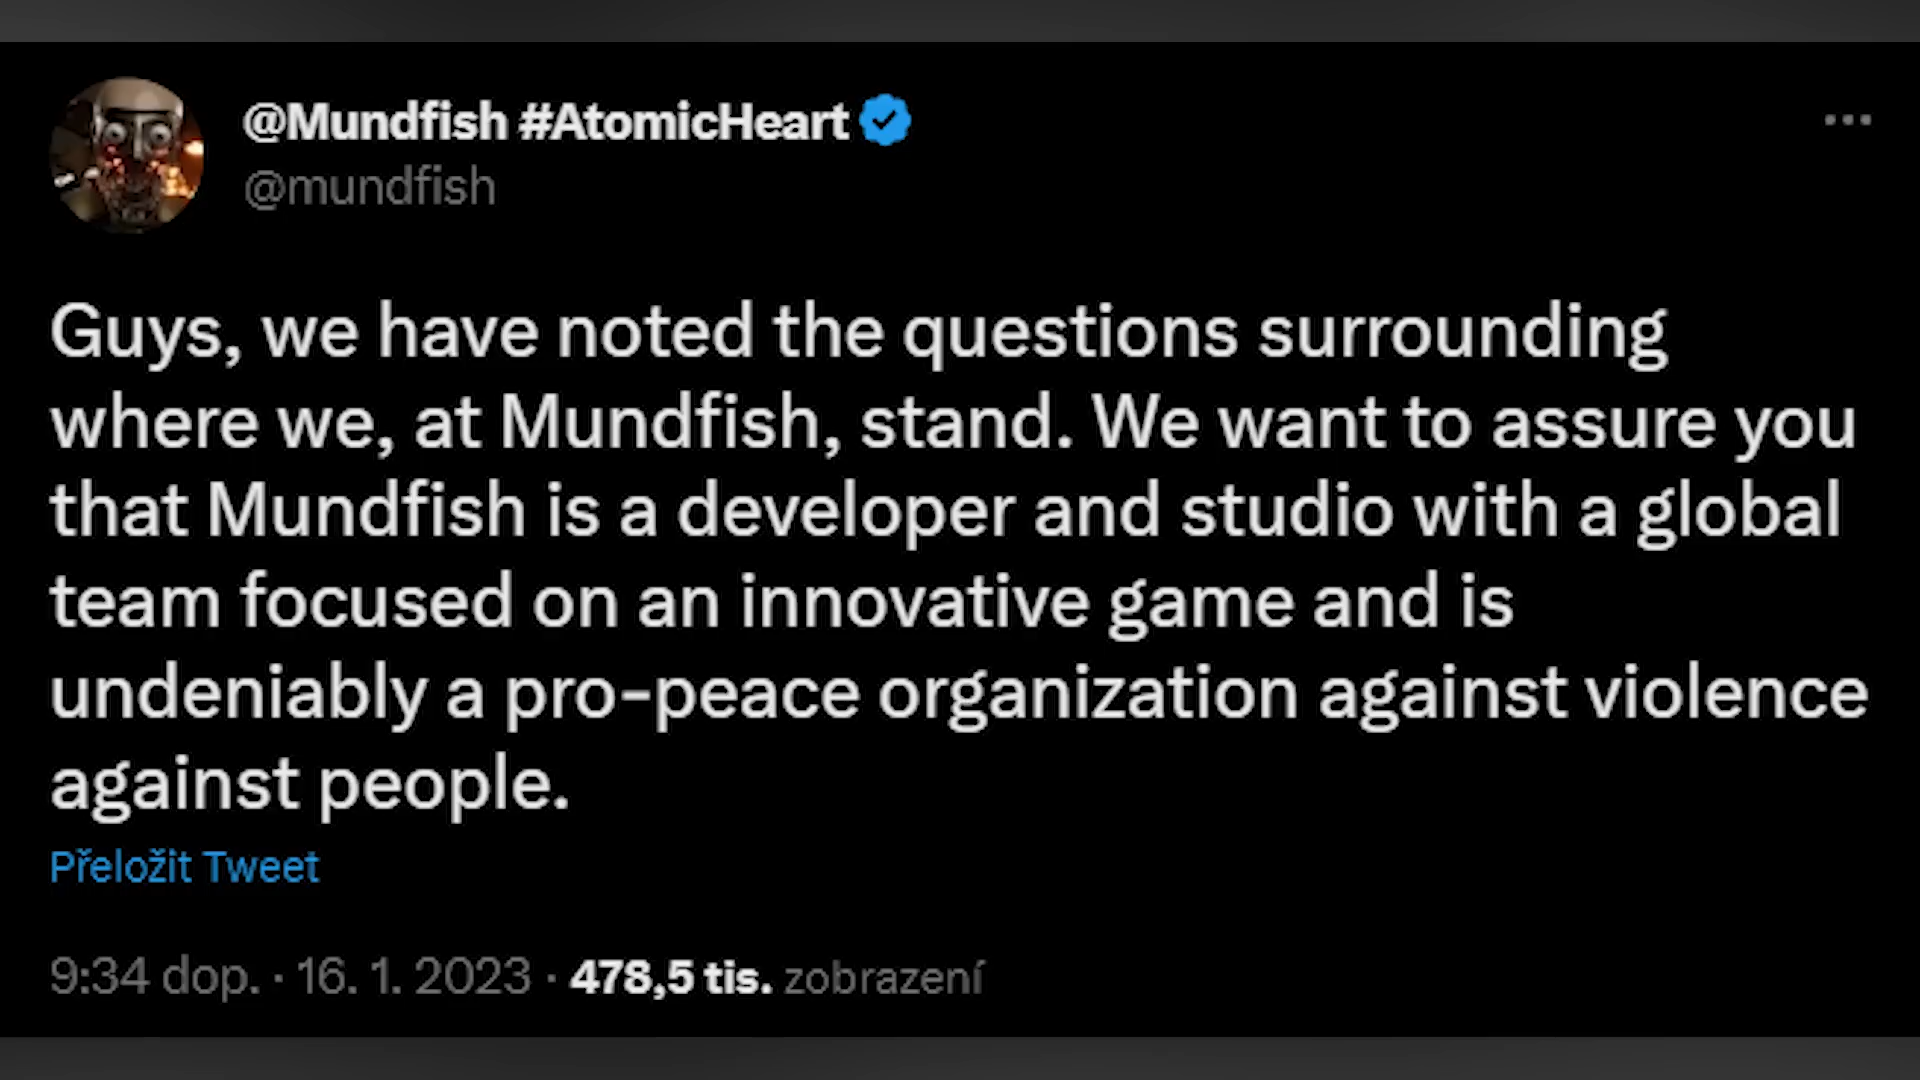 @Mundfish #AtomicHeart
@mundfish
Guys, we have noted the questions surrounding
where we, at Mundfish, stand. We want to assure you
that Mundfish is a developer and studio with a global
team focused on an innovative game and is
undeniably a pro-peace organization against violence
against people.
Přeložit Tweet
9:34 dop. · 16. 1. 2023 · 478,5 tis. zobrazení